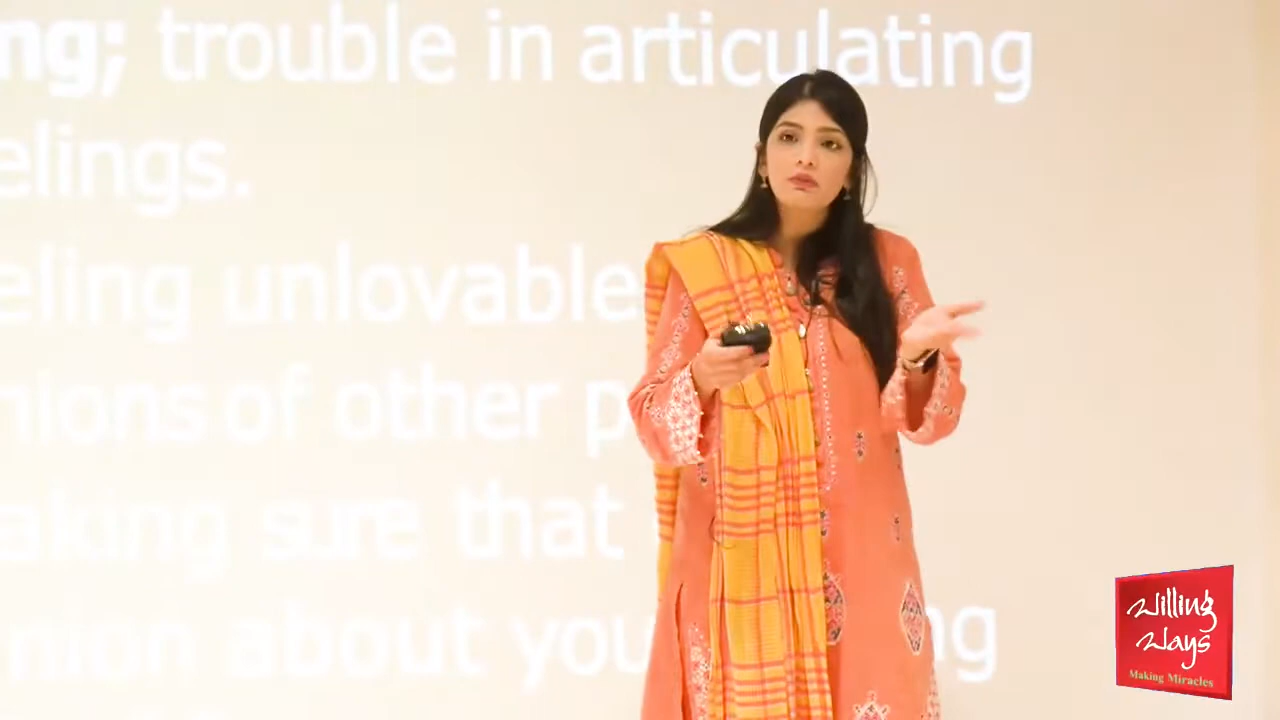 ng; trouble in articulating
elings.
eling unlovable
nions of other p
aking sure that
about you ng
Willing
Ways
Making Miracles